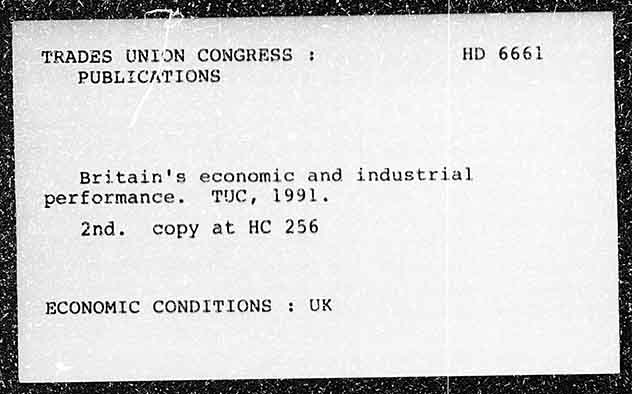 TRADES UNION CONGRESS : HD 6661
PUBLICATIONS
Britain's economic and industrial
performance. TUC, 1991.
2nd. copy at HC 256
ECONOMIC CONDITIONS : UK